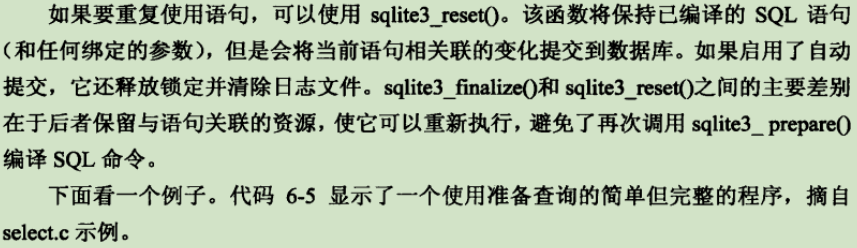 如果要重复使用语句，可以使用 sqlite3_reset()。该函数将保持已编译的 SQL 语句
（和任何绑定的参数），但是会将当前语句相关联的变化提交到数据库。如果启用了自动
提交，它还释放锁定并清除日志文件。sqlite3_finalize()和 sqlite3_reset()之间的主要差别
在于后者保留与语句关联的资源，使它可以重新执行，避免了再次调用 sqlite3_ prepare()
编译 SQL 命令。
下面看一个例子。代码 6-5 显示了一个使用准备查询的简单但完整的程序，摘自
select.c 示例。